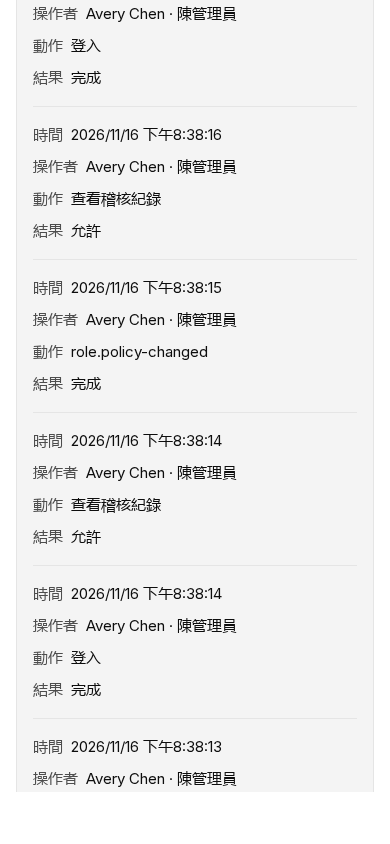 操作者 Avery Chen · 陳管理員
動作 登入
結果 完成
時間 2026/11/16 下午8:38:16
操作者 Avery Chen · 陳管理員
動作 查看稽核紀錄
結果 允許
時間 2026/11/16 下午8:38:15
操作者 Avery Chen · 陳管理員
動作 role.policy-changed
結果 完成
時間 2026/11/16 下午8:38:14
操作者 Avery Chen · 陳管理員
動作 查看稽核紀錄
結果 允許
時間 2026/11/16 下午8:38:14
操作者 Avery Chen · 陳管理員
動作 登入
結果 完成
時間 2026/11/16 下午8:38:13
操作者 Avery Chen · 陳管理員